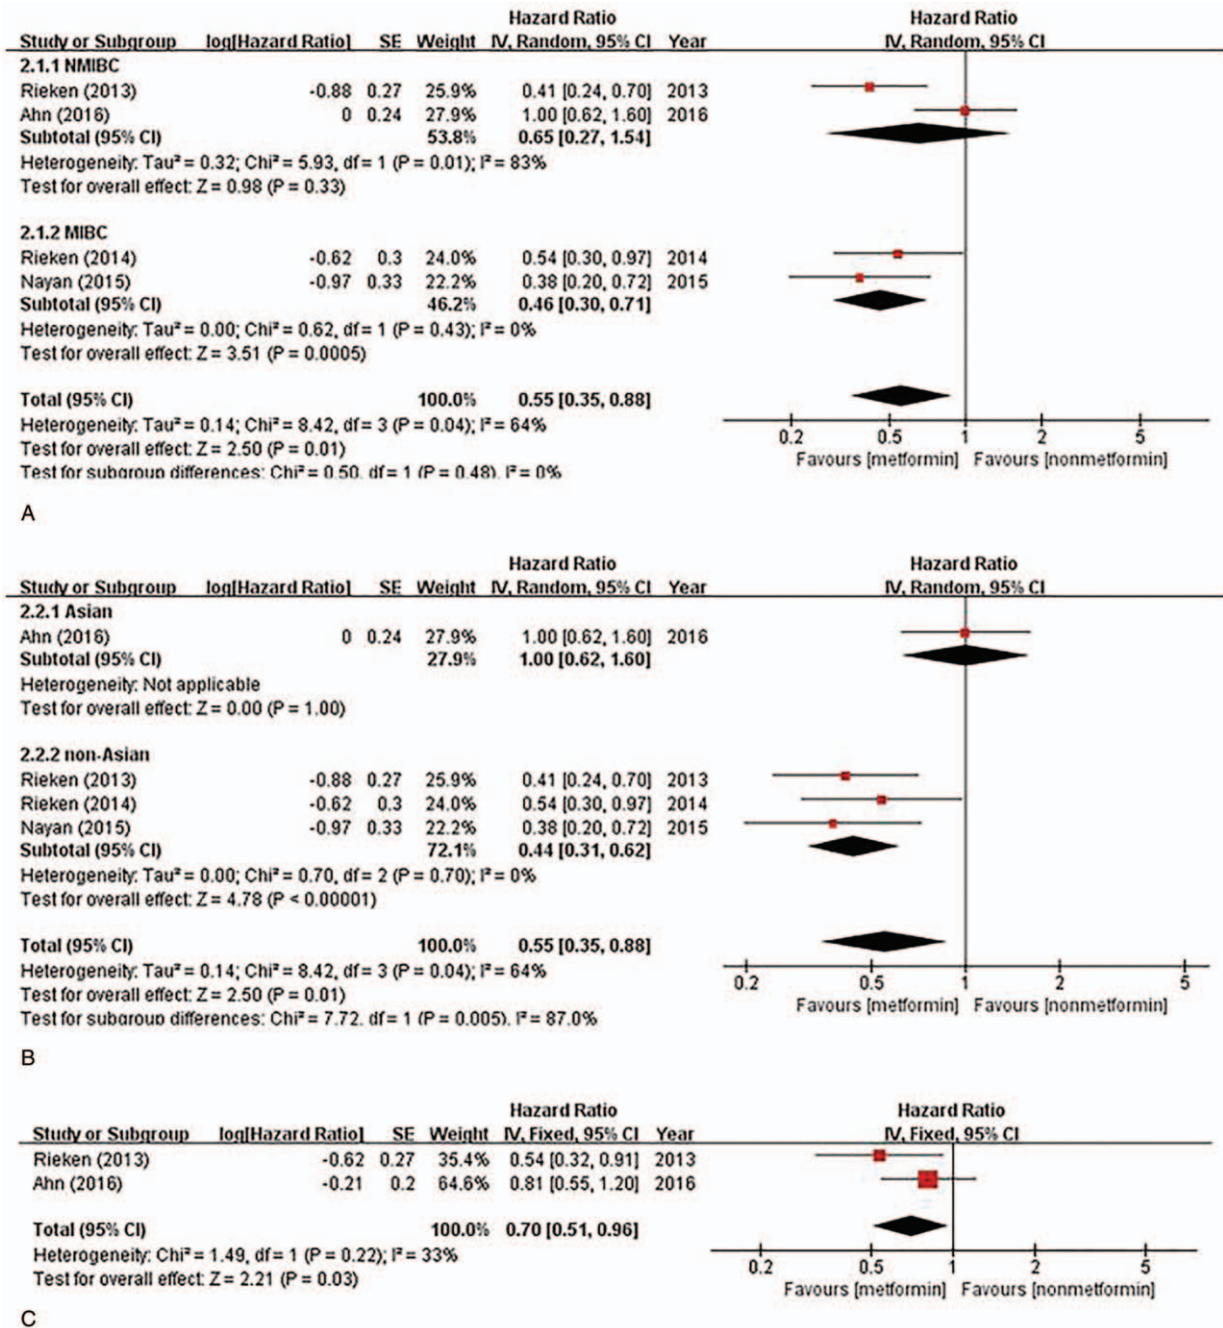 Hazard Ratio Hazard Ratio
Study or Subgroup log[Hazard Ratio] SE Weight IV, Random, 95% CI Year IV, Random, 95% CI
2.1.1 NMIBC
Rieken (2013) -0.88 0.27 25.9% 0.41 [0.24, 0.70] 2013
Ahn (2016) 0 0.24 27.9% 1.00 [0.62, 1.60] 2016
Subtotal (95% CI) 53.8% 0.65 [0.27, 1.54]
Heterogeneity: Tau² = 0.32; Chi² = 5.93, df = 1 (P = 0.01); I² = 83%
Test for overall effect: Z = 0.98 (P = 0.33)
2.1.2 MIBC
Rieken (2014) -0.62 0.3 24.0% 0.54 [0.30, 0.97] 2014
Nayan (2015) -0.97 0.33 22.2% 0.38 [0.20, 0.72] 2015
Subtotal (95% CI) 46.2% 0.46 [0.30, 0.71]
Heterogeneity: Tau² = 0.00; Chi² = 0.62, df = 1 (P = 0.43); I² = 0%
Test for overall effect: Z = 3.51 (P = 0.0005)
Total (95% CI) 100.0% 0.55 [0.35, 0.88]
Heterogeneity: Tau² = 0.14; Chi² = 8.42, df = 3 (P = 0.04); I² = 64%
Test for overall effect: Z = 2.50 (P = 0.01)
Test for subgroup differences: Chi² = 0.50, df = 1 (P = 0.48), I² = 0%
0.2 0.5 1 2 5
Favours [metformin] Favours [nonmetformin]
A
Hazard Ratio Hazard Ratio
Study or Subgroup log[Hazard Ratio] SE Weight IV, Random, 95% CI Year IV, Random, 95% CI
2.2.1 Asian
Ahn (2016) 0 0.24 27.9% 1.00 [0.62, 1.60] 2016
Subtotal (95% CI) 27.9% 1.00 [0.62, 1.60]
Heterogeneity: Not applicable
Test for overall effect: Z = 0.00 (P = 1.00)
2.2.2 non-Asian
Rieken (2013) -0.88 0.27 25.9% 0.41 [0.24, 0.70] 2013
Rieken (2014) -0.62 0.3 24.0% 0.54 [0.30, 0.97] 2014
Nayan (2015) -0.97 0.33 22.2% 0.38 [0.20, 0.72] 2015
Subtotal (95% CI) 72.1% 0.44 [0.31, 0.62]
Heterogeneity: Tau² = 0.00; Chi² = 0.70, df = 2 (P = 0.70); I² = 0%
Test for overall effect: Z = 4.78 (P < 0.00001)
Total (95% CI) 100.0% 0.55 [0.35, 0.88]
Heterogeneity: Tau² = 0.14; Chi² = 8.42, df = 3 (P = 0.04); I² = 64%
Test for overall effect: Z = 2.50 (P = 0.01)
Test for subgroup differences: Chi² = 7.72, df = 1 (P = 0.005), I² = 87.0%
0.2 0.5 1 2 5
Favours [metformin] Favours [nonmetformin]
B
Hazard Ratio Hazard Ratio
Study or Subgroup log[Hazard Ratio] SE Weight IV, Fixed, 95% CI Year IV, Fixed, 95% CI
Rieken (2013) -0.62 0.27 35.4% 0.54 [0.32, 0.91] 2013
Ahn (2016) -0.21 0.2 64.6% 0.81 [0.55, 1.20] 2016
Total (95% CI) 100.0% 0.70 [0.51, 0.96]
Heterogeneity: Chi² = 1.49, df = 1 (P = 0.22); I² = 33%
Test for overall effect: Z = 2.21 (P = 0.03)
0.2 0.5 1 2 5
Favours [metformin] Favours [nonmetformin]
C